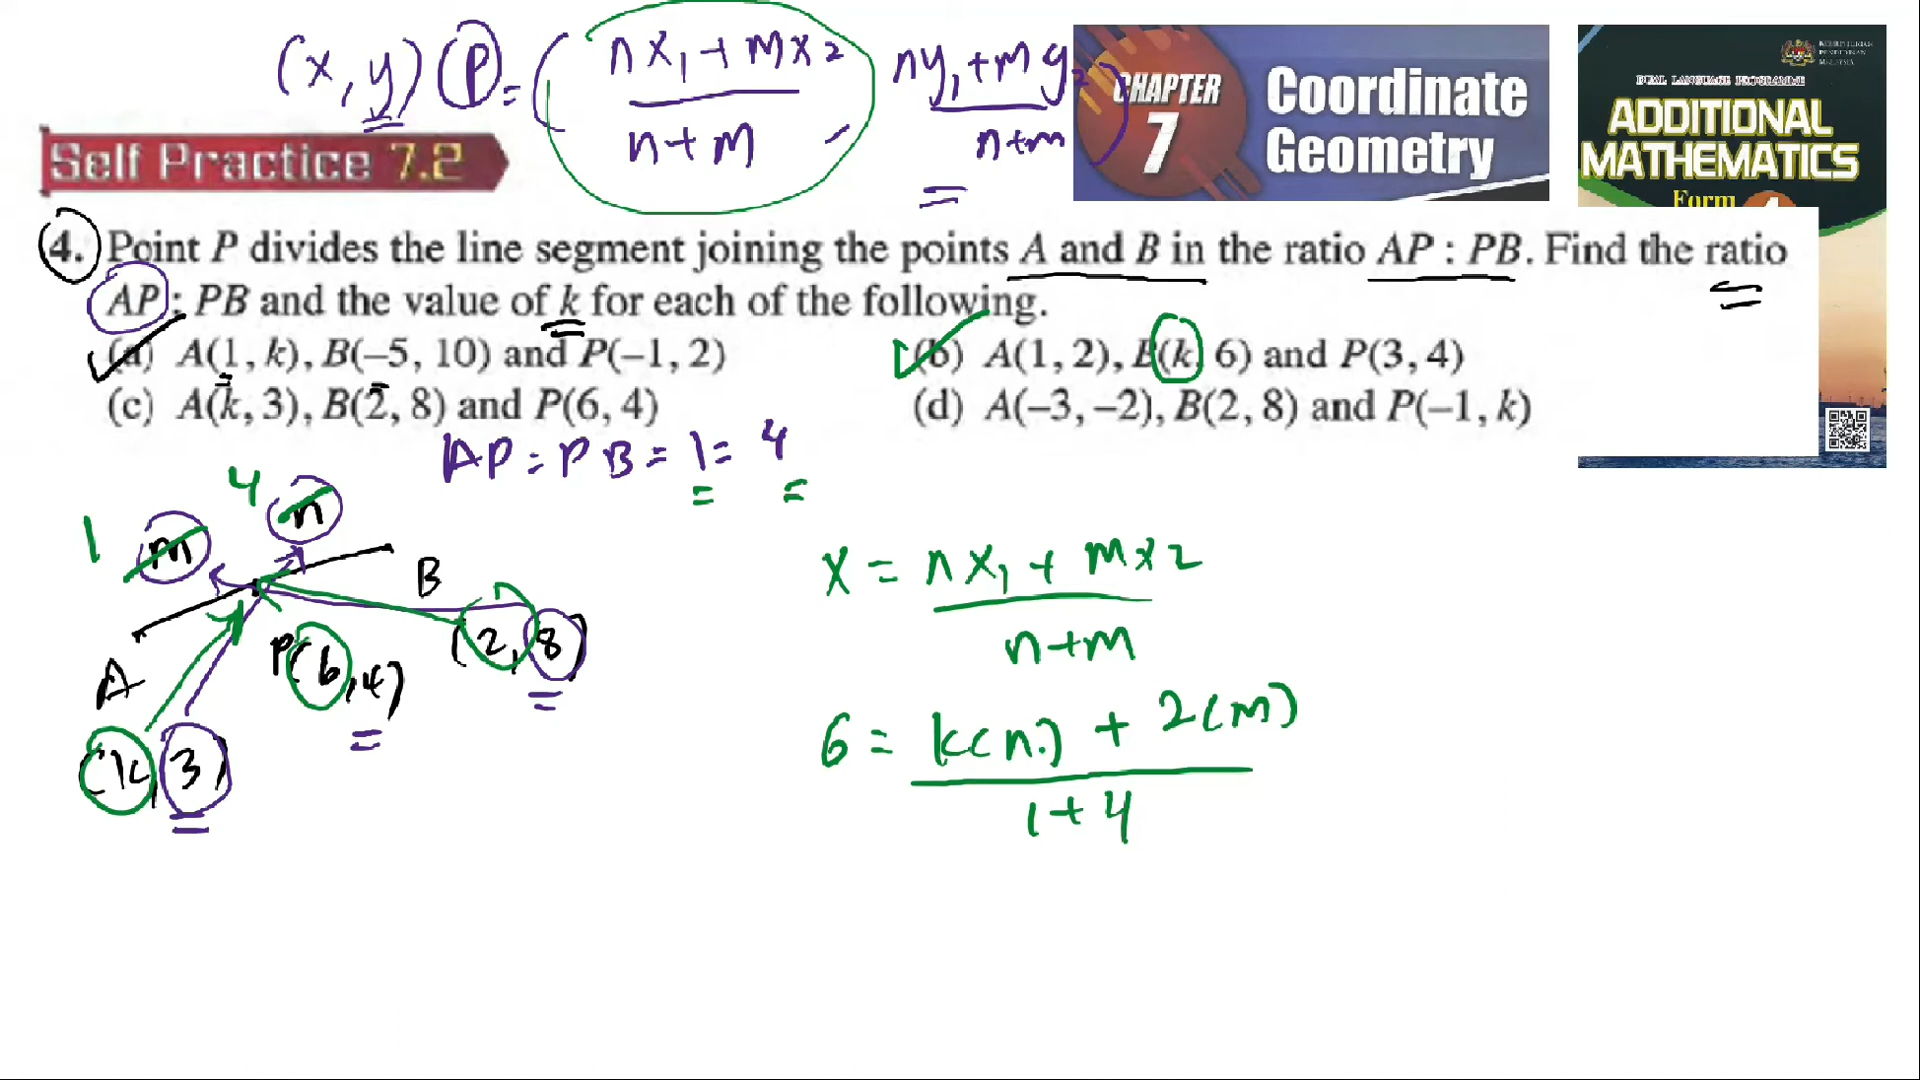 (x, y) P = ( nx1 + mx2 / n+m , ny1 + my2 / n+m )
CHAPTER 7
Coordinate Geometry
DUAL LANGUAGE PROGRAMME
ADDITIONAL MATHEMATICS
Form
Self Practice 7.2
4. Point P divides the line segment joining the points A and B in the ratio AP : PB. Find the ratio
AP : PB and the value of k for each of the following.
(a) A(1, k), B(–5, 10) and P(–1, 2)
(b) A(1, 2), B(k, 6) and P(3, 4)
(c) A(k, 3), B(2, 8) and P(6, 4)
(d) A(–3, –2), B(2, 8) and P(–1, k)
AP : PB = 1 : 4
1 m
4 n
B
(2, 8)
P(6, 4)
A
(k, 3)
x = nx1 + mx2
n+m
6 = k(n) + 2(m)
1+4